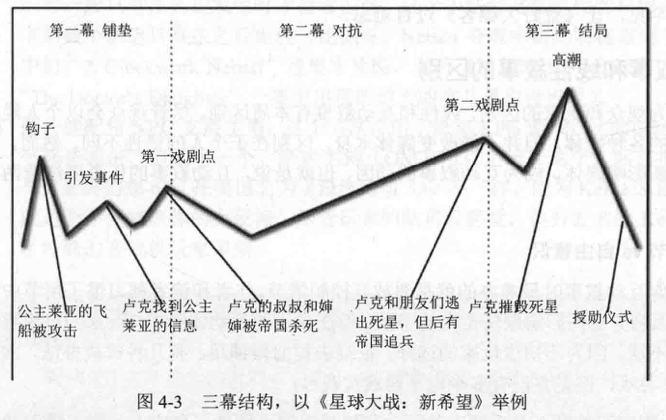 第一幕 铺垫
第二幕 对抗
第三幕 结局
高潮
第二戏剧点
钩子
引发事件
第一戏剧点
公主莱亚的飞
船被攻击
卢克找到公主
莱亚的信息
卢克的叔叔和婶
婶被帝国杀死
卢克和朋友们逃
出死星，但后有
帝国追兵
卢克摧毁死星
授勋仪式
图 4-3 三幕结构，以《星球大战：新希望》举例